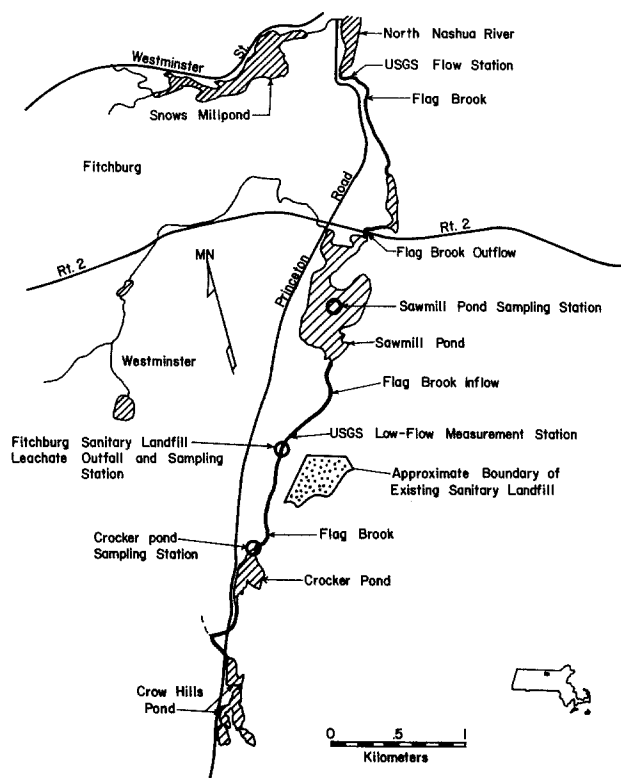 North Nashua River
Westminster St.
USGS Flow Station
Flag Brook
Snows Millpond
Fitchburg
Princeton Road
Rt. 2
Rt. 2
Flag Brook Outflow
MN
Sawmill Pond Sampling Station
Sawmill Pond
Westminster
Flag Brook Inflow
USGS Low-Flow Measurement Station
Fitchburg Sanitary Landfill
Leachate Outfall and Sampling
Station
Approximate Boundary of
Existing Sanitary Landfill
Flag Brook
Crocker pond
Sampling Station
Crocker Pond
Crow Hills
Pond
0 .5 1
Kilometers